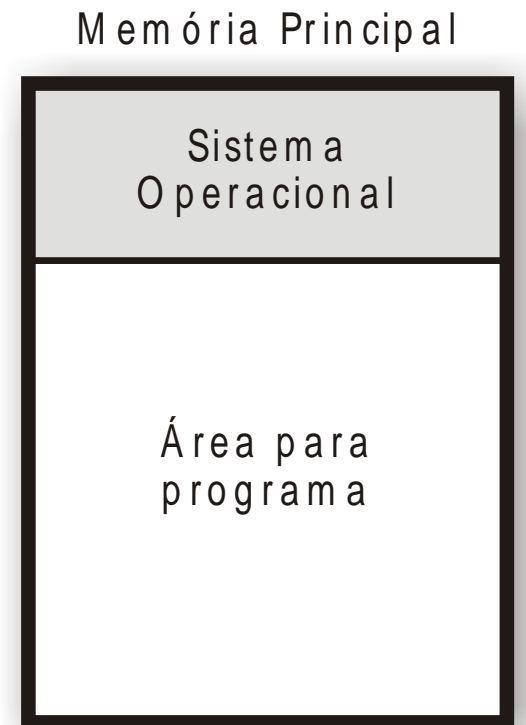 Memória Principal
Sistema
Operacional
Área para
programa